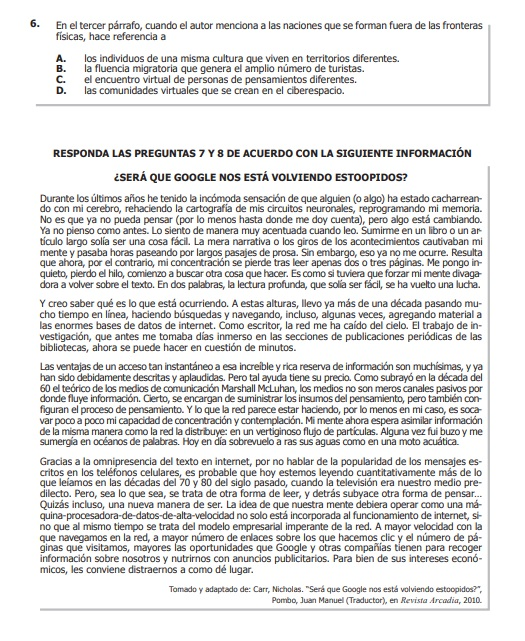 6. En el tercer párrafo, cuando el autor menciona a las naciones que se forman fuera de las fronteras
físicas, hace referencia a
A. los individuos de una misma cultura que viven en territorios diferentes.
B. la fluencia migratoria que genera el amplio número de turistas.
C. el encuentro virtual de personas de pensamientos diferentes.
D. las comunidades virtuales que se crean en el ciberespacio.
RESPONDA LAS PREGUNTAS 7 Y 8 DE ACUERDO CON LA SIGUIENTE INFORMACIÓN
¿SERÁ QUE GOOGLE NOS ESTÁ VOLVIENDO ESTOOPIDOS?
Durante los últimos años he tenido la incómoda sensación de que alguien (o algo) ha estado cacharrean-
do con mi cerebro, rehaciendo la cartografía de mis circuitos neuronales, reprogramando mi memoria.
No es que ya no pueda pensar (por lo menos hasta donde me doy cuenta), pero algo está cambiando.
Ya no pienso como antes. Lo siento de manera muy acentuada cuando leo. Sumirme en un libro o un ar-
tículo largo solía ser una cosa fácil. La mera narrativa o los giros de los acontecimientos cautivaban mi
mente y pasaba horas paseando por largos pasajes de prosa. Sin embargo, eso ya no me ocurre. Resulta
que ahora, por el contrario, mi concentración se pierde tras leer apenas dos o tres páginas. Me pongo in-
quieto, pierdo el hilo, comienzo a buscar otra cosa que hacer. Es como si tuviera que forzar mi mente divaga-
dora a volver sobre el texto. En dos palabras, la lectura profunda, que solía ser fácil, se ha vuelto una lucha.
Y creo saber qué es lo que está ocurriendo. A estas alturas, llevo ya más de una década pasando mu-
cho tiempo en línea, haciendo búsquedas y navegando, incluso, algunas veces, agregando material a
las enormes bases de datos de internet. Como escritor, la red me ha caído del cielo. El trabajo de in-
vestigación, que antes me tomaba días inmerso en las secciones de publicaciones periódicas de las
bibliotecas, ahora se puede hacer en cuestión de minutos.
Las ventajas de un acceso tan instantáneo a esa increíble y rica reserva de información son muchísimas, y ya
han sido debidamente descritas y aplaudidas. Pero tal ayuda tiene su precio. Como subrayó en la década del
60 el teórico de los medios de comunicación Marshall McLuhan, los medios no son meros canales pasivos por
donde fluye información. Cierto, se encargan de suministrar los insumos del pensamiento, pero también con-
figuran el proceso de pensamiento. Y lo que la red parece estar haciendo, por lo menos en mi caso, es soca-
var poco a poco mi capacidad de concentración y contemplación. Mi mente ahora espera asimilar información
de la misma manera como la red la distribuye: en un vertiginoso flujo de partículas. Alguna vez fui buzo y me
sumergía en océanos de palabras. Hoy en día sobrevuelo a ras sus aguas como en una moto acuática.
Gracias a la omnipresencia del texto en internet, por no hablar de la popularidad de los mensajes es-
critos en los teléfonos celulares, es probable que hoy estemos leyendo cuantitativamente más de lo
que leíamos en las décadas del 70 y 80 del siglo pasado, cuando la televisión era nuestro medio pre-
dilecto. Pero, sea lo que sea, se trata de otra forma de leer, y detrás subyace otra forma de pensar...
Quizás incluso, una nueva manera de ser. La idea de que nuestra mente debiera operar como una má-
quina-procesadora-de-datos-de-alta-velocidad no solo está incorporada al funcionamiento de internet, si-
no que al mismo tiempo se trata del modelo empresarial imperante de la red. A mayor velocidad con la
que navegamos en la red, a mayor número de enlaces sobre los que hacemos clic y el número de pá-
ginas que visitamos, mayores las oportunidades que Google y otras compañías tienen para recoger
información sobre nosotros y nutrirnos con anuncios publicitarios. Para bien de sus intereses econó-
micos, les conviene distraernos a como dé lugar.
Tomado y adaptado de: Carr, Nicholas. "Será que Google nos está volviendo estoopidos?",
Pombo, Juan Manuel (Traductor), en Revista Arcadia, 2010.